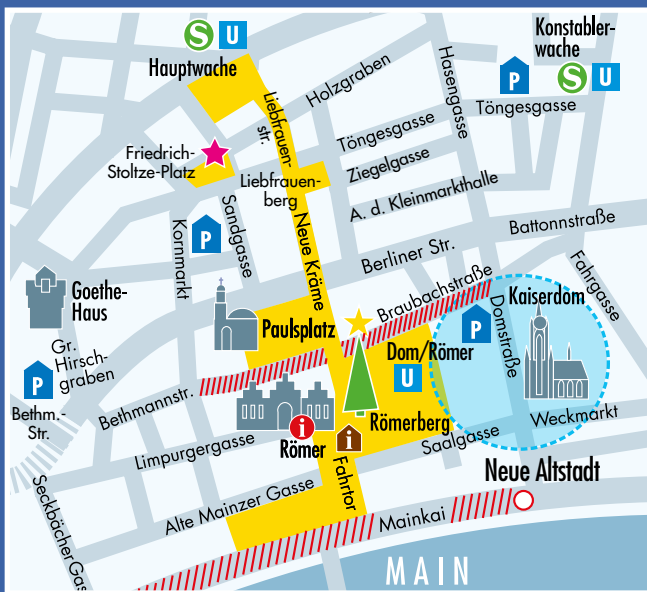 S U
Hauptwache
Konstabler-
wache
P
S U
Holzgraben
Hasengasse
Töngesgasse
Liebfrauen-
str.
Töngesgasse
Friedrich-
Stoltze-Platz
Ziegelgasse
Liebfrauen-
berg
A. d. Kleinmarkthalle
Kornmarkt
P
Sandgasse
Neue Kräme
Battonnstraße
Berliner Str.
Fahrgasse
Goethe-
Haus
Braubachstraße
Kaiserdom
Paulsplatz
P
Domstraße
Gr.
Hirsch-
graben
P
Dom/Römer
U
Bethm.-
Str.
Bethmannstr.
Römerberg
Weckmarkt
i
i
Limpurgergasse
Römer
Saalgasse
Fahrtor
Neue Altstadt
Seckbächer Gas
Alte Mainzer Gasse
Mainkai
MAIN